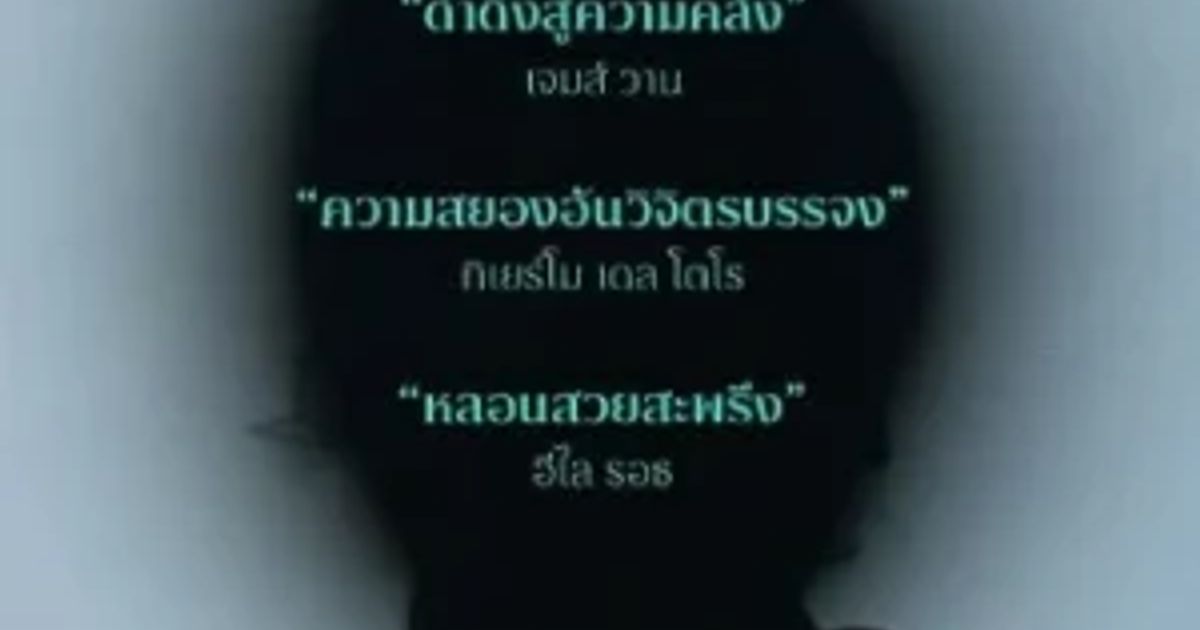 “ดำดิ่งสู่ความคลั่ง”
เจมส์ วาน
“ความสยองอันวิจิตรบรรจง”
กิเยร์โม เดล โตโร
“หลอนสวยสะพรึง”
อีไล รอธ